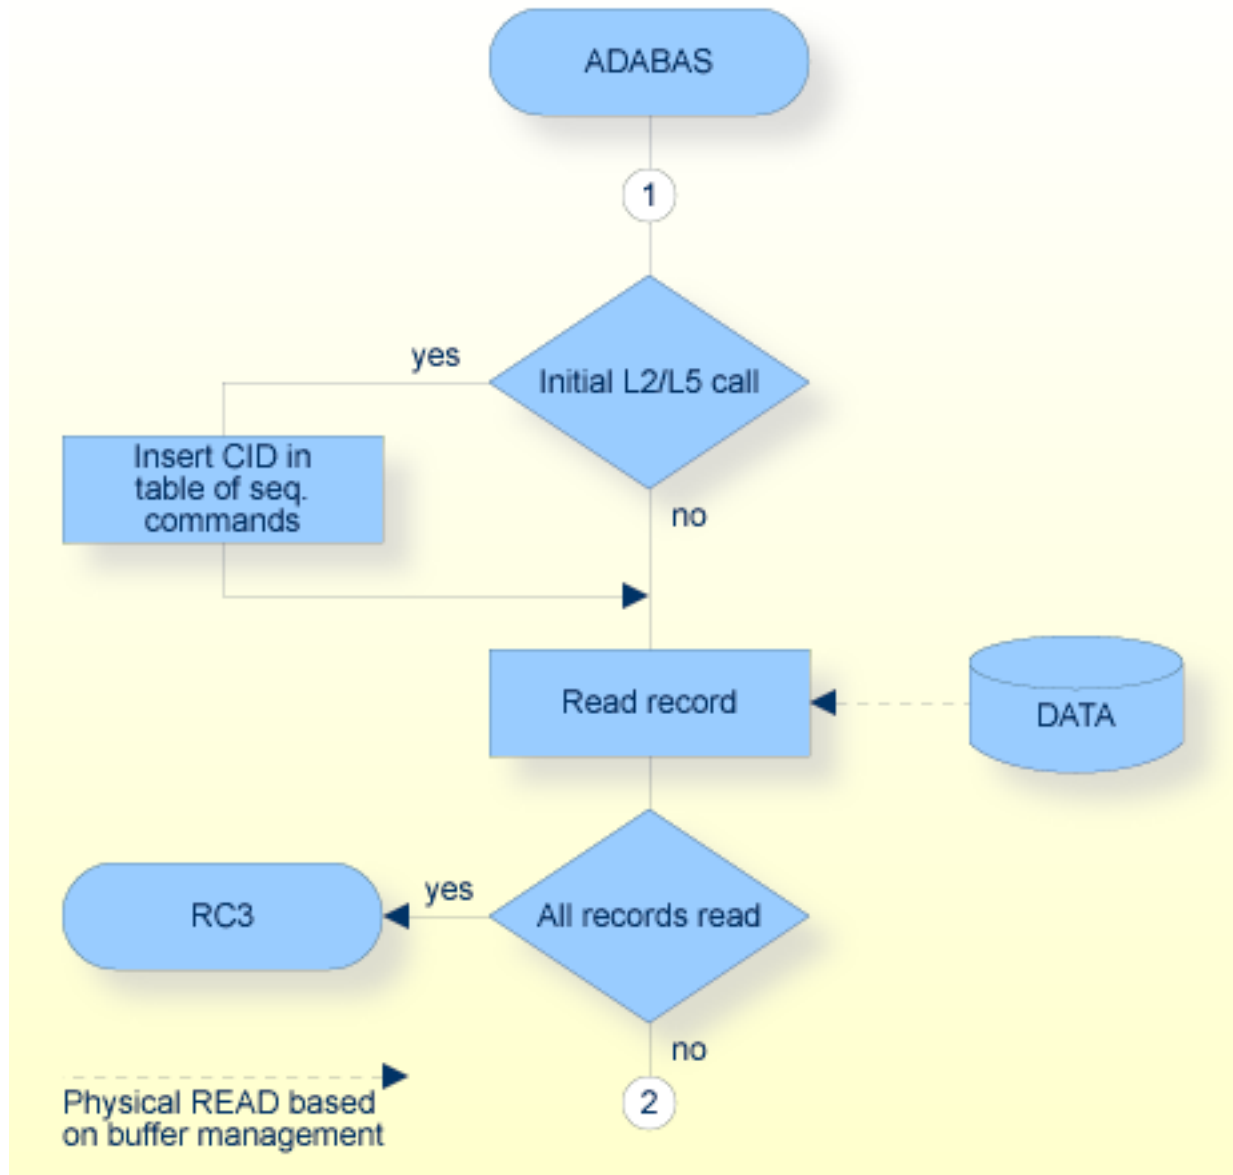 ADABAS
1
yes
Initial L2/L5 call
Insert CID in
table of seq.
commands
no
Read record
DATA
yes
RC3
All records read
no
Physical READ based
on buffer management
2